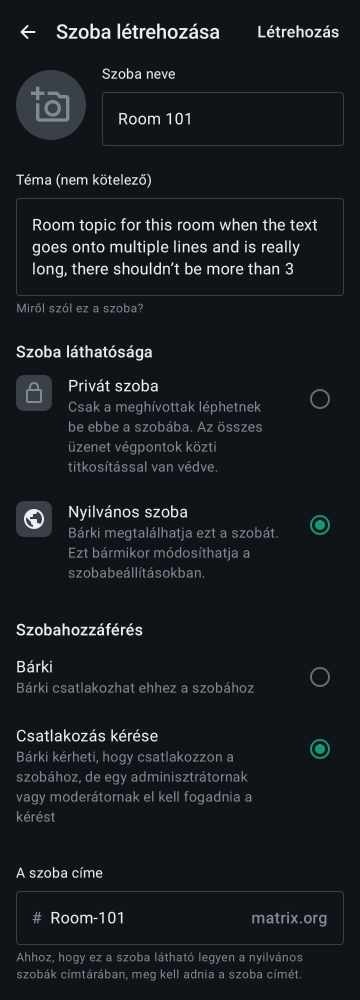 Szoba létrehozása
Létrehozás
Szoba neve
Room 101
Téma (nem kötelező)
Room topic for this room when the text
goes onto multiple lines and is really
long, there shouldn’t be more than 3
Miről szól ez a szoba?
Szoba láthatósága
Privát szoba
Csak a meghívottak léphetnek
be ebbe a szobába. Az összes
üzenet végpontok közti
titkosítással van védve.
Nyilvános szoba
Bárki megtalálhatja ezt a szobát.
Ezt bármikor módosíthatja a
szobabeállításokban.
Szobahozzáférés
Bárki
Bárki csatlakozhat ehhez a szobához
Csatlakozás kérése
Bárki kérheti, hogy csatlakozzon a
szobához, de egy adminisztrátornak
vagy moderátornak el kell fogadnia a
kérést
A szoba címe
# Room-101 matrix.org
Ahhoz, hogy ez a szoba látható legyen a nyilvános
szobák címtárában, meg kell adnia a szoba címét.